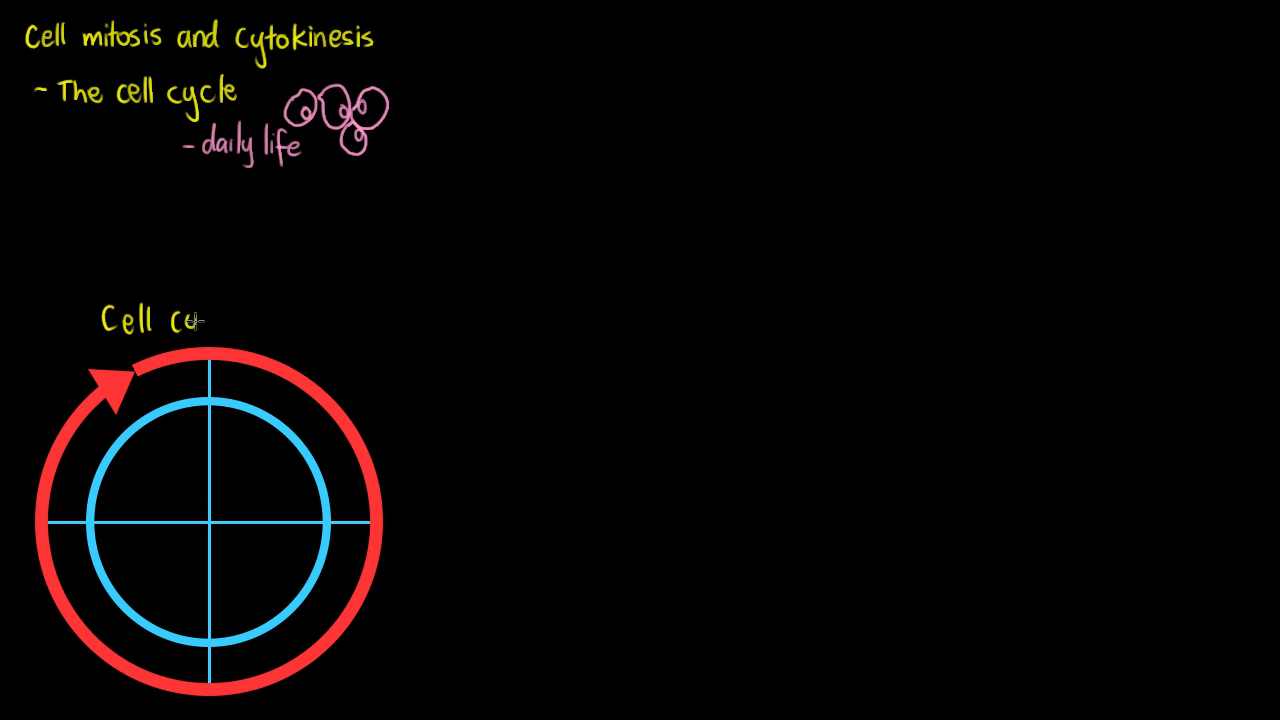 Cell mitosis and cytokinesis
- The cell cycle
- daily life
Cell